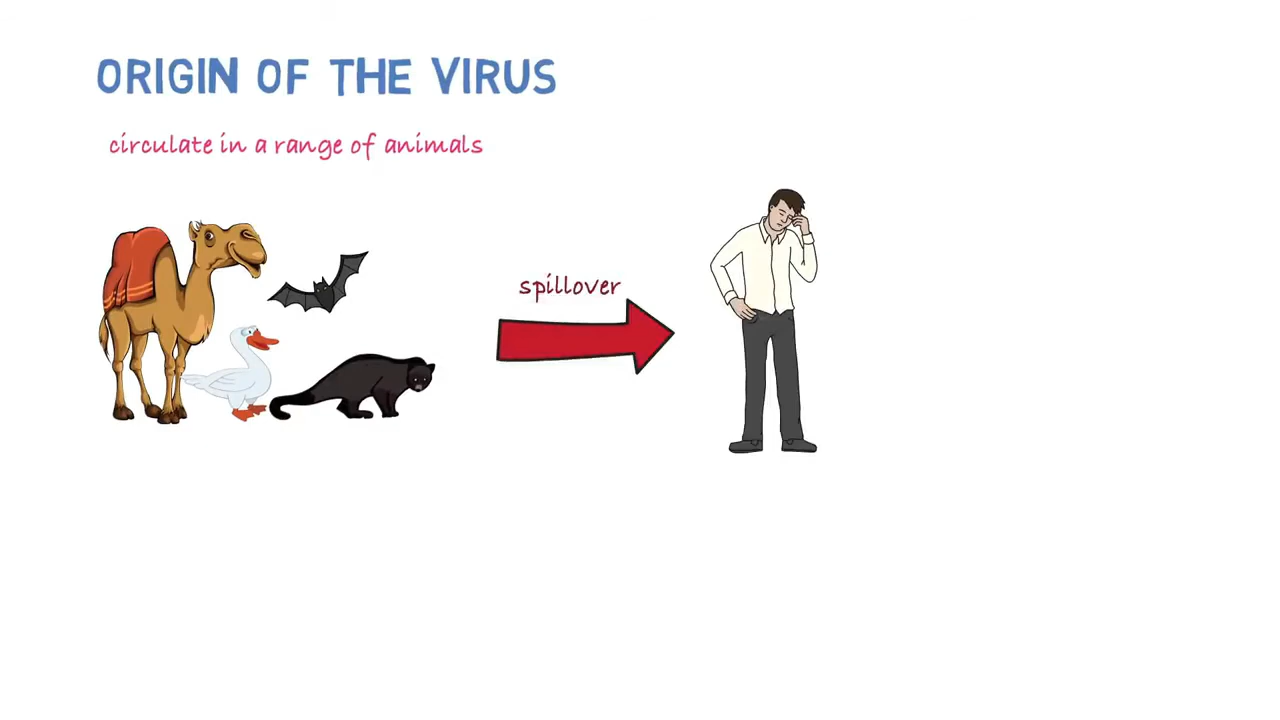 ORIGIN OF THE VIRUS
circulate in a range of animals
spillover